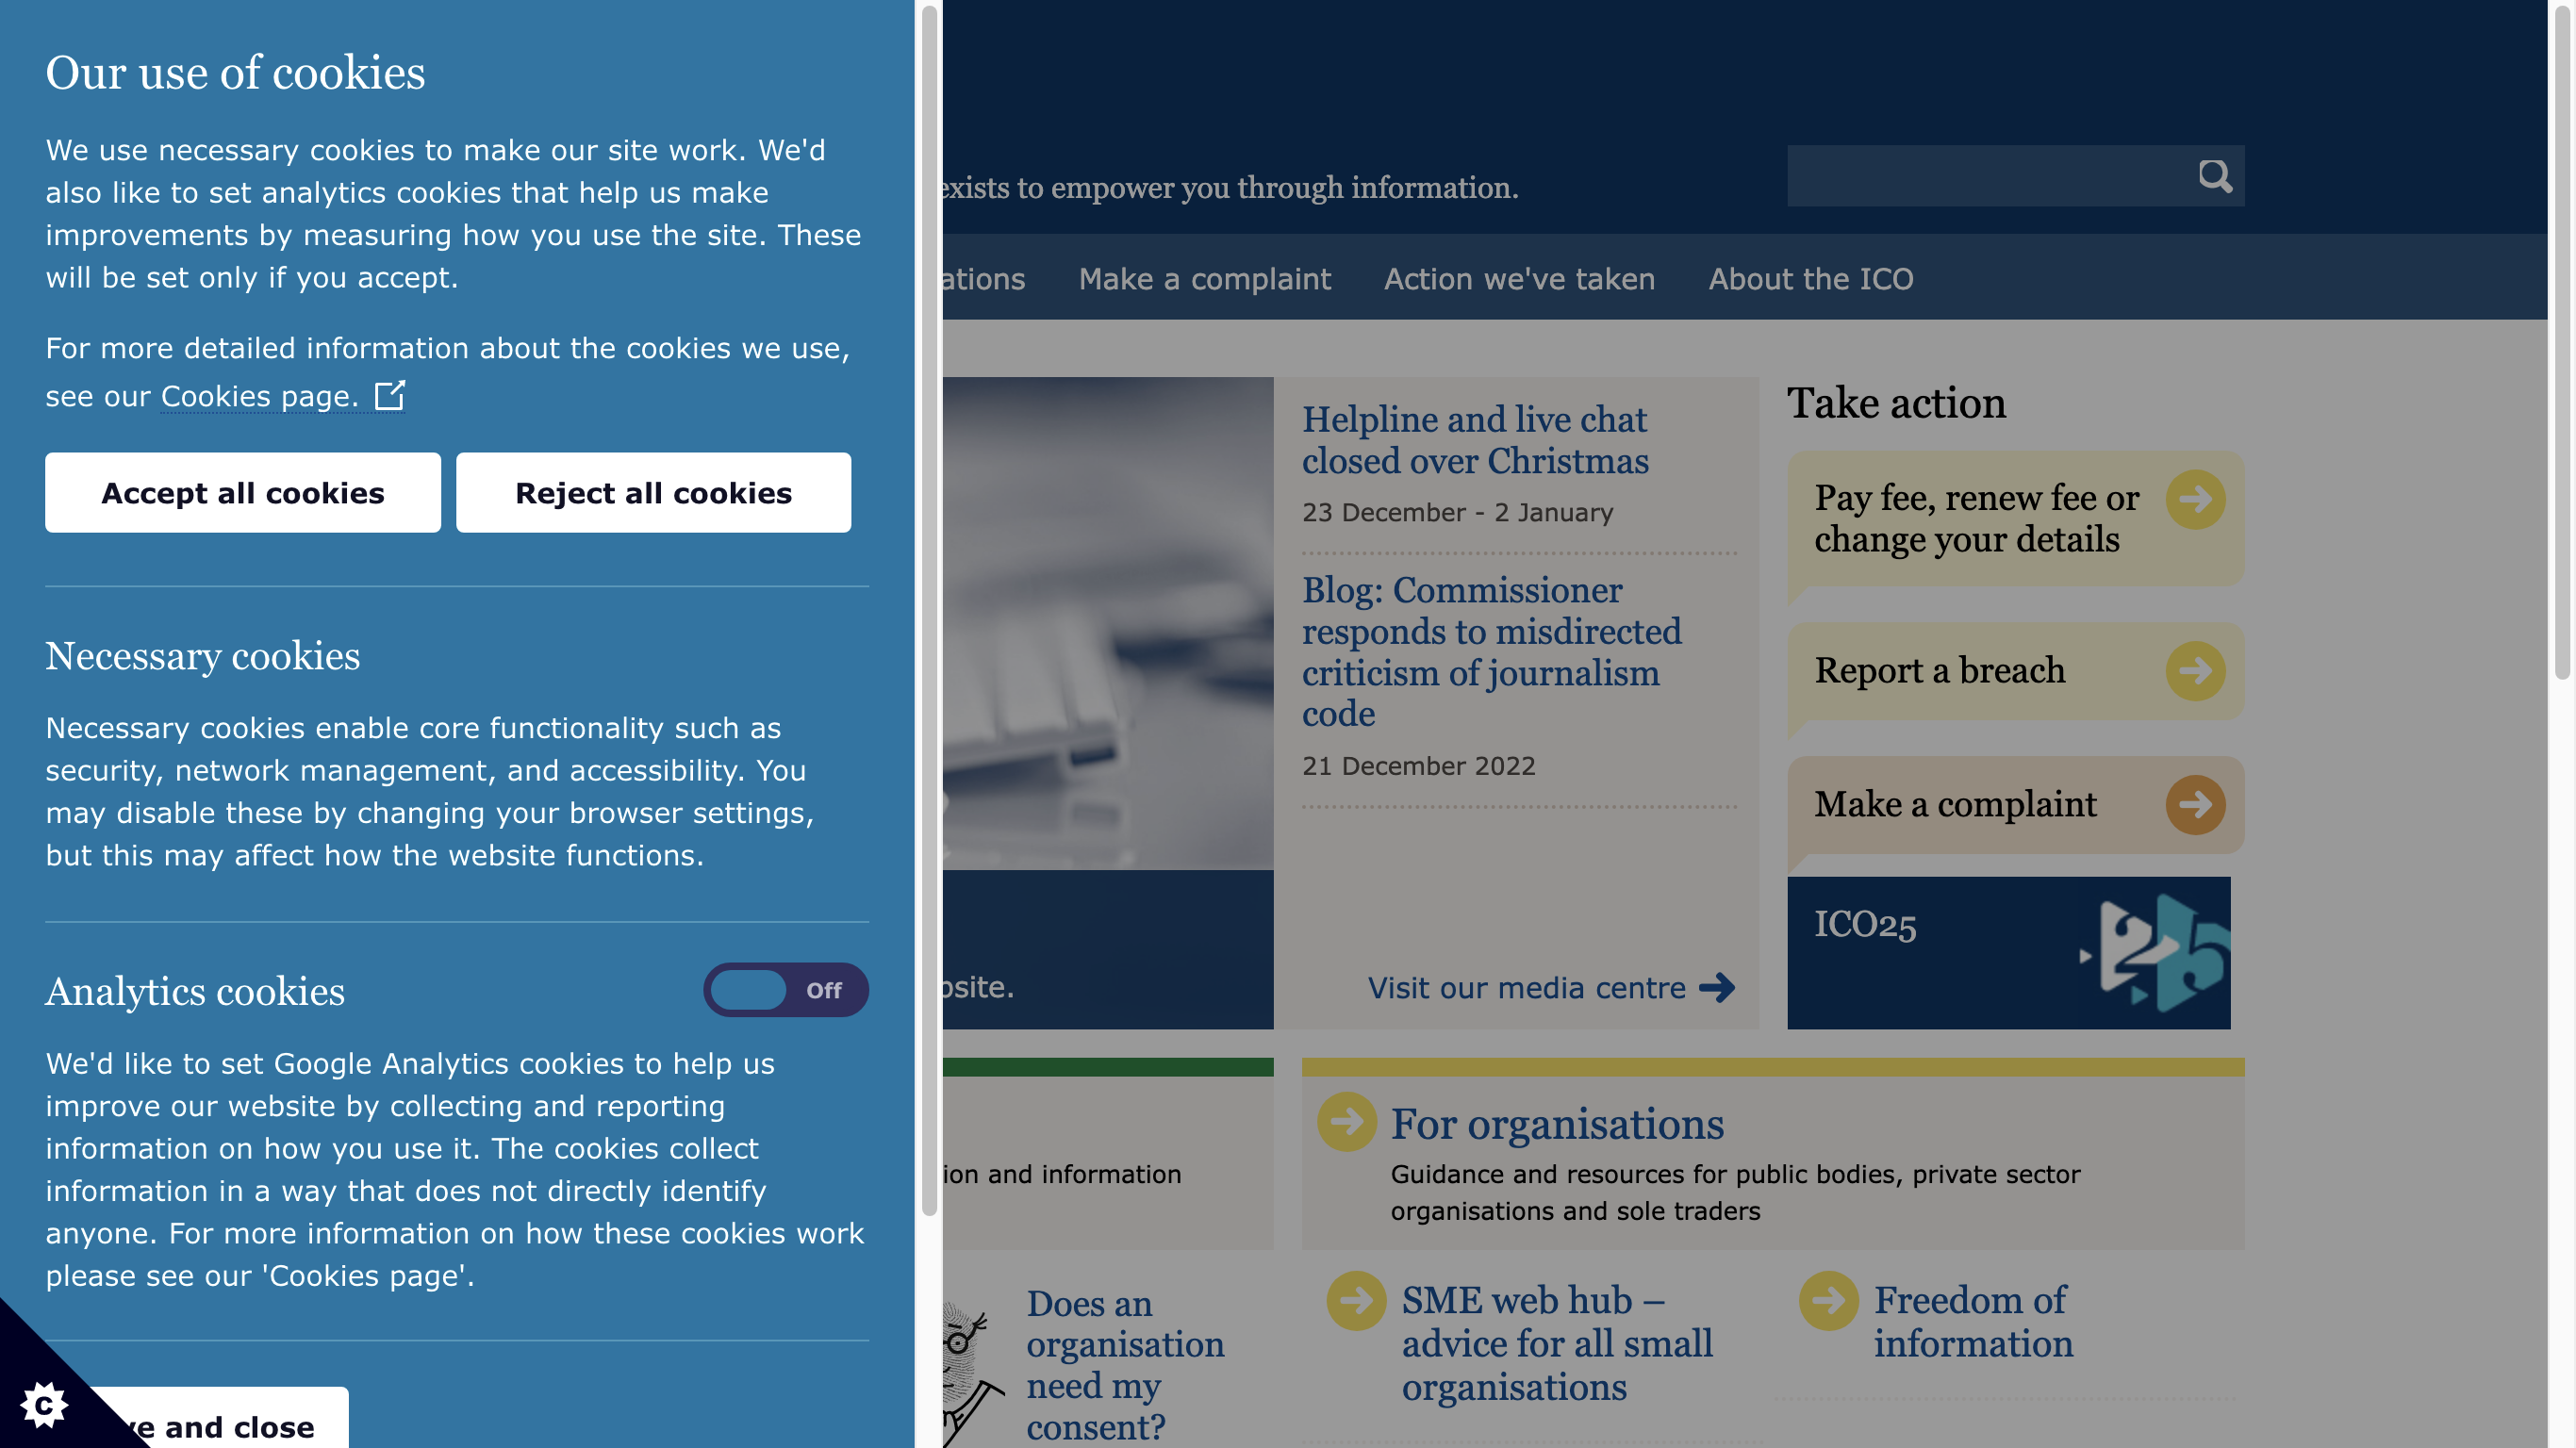 Our use of cookies
We use necessary cookies to make our site work. We'd
also like to set analytics cookies that help us make
improvements by measuring how you use the site. These
will be set only if you accept.
For more detailed information about the cookies we use,
see our Cookies page.
Accept all cookies
Reject all cookies
Necessary cookies
Necessary cookies enable core functionality such as
security, network management, and accessibility. You
may disable these by changing your browser settings,
but this may affect how the website functions.
Analytics cookies
Off
We'd like to set Google Analytics cookies to help us
improve our website by collecting and reporting
information on how you use it. The cookies collect
information in a way that does not directly identify
anyone. For more information on how these cookies work
please see our 'Cookies page'.
and close
C
exists to empower you through information.
Make a complaint
Action we've taken
About the ICO
Helpline and live chat
closed over Christmas
23 December - 2 January
Blog: Commissioner
responds to misdirected
criticism of journalism
code
21 December 2022
Visit our media centre
Take action
Pay fee, renew fee or
change your details
Report a breach
Make a complaint
ICO25
25
and information
For organisations
Guidance and resources for public bodies, private sector
organisations and sole traders
Does an
organisation
need my
consent?
SME web hub –
advice for all small
organisations
Freedom of
information